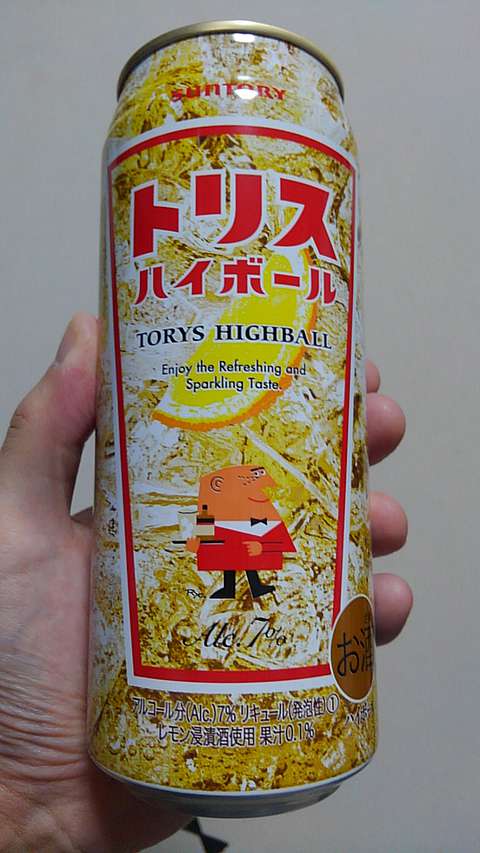 SUNTORY
トリス
ハイボール
TORYS HIGHBALL
Enjoy the Refreshing and
Sparkling Taste.
Alc. 7%
お酒
アルコール分(Alc.)7% リキュール(発泡性)①
レモン浸漬酒使用 果汁0.1%